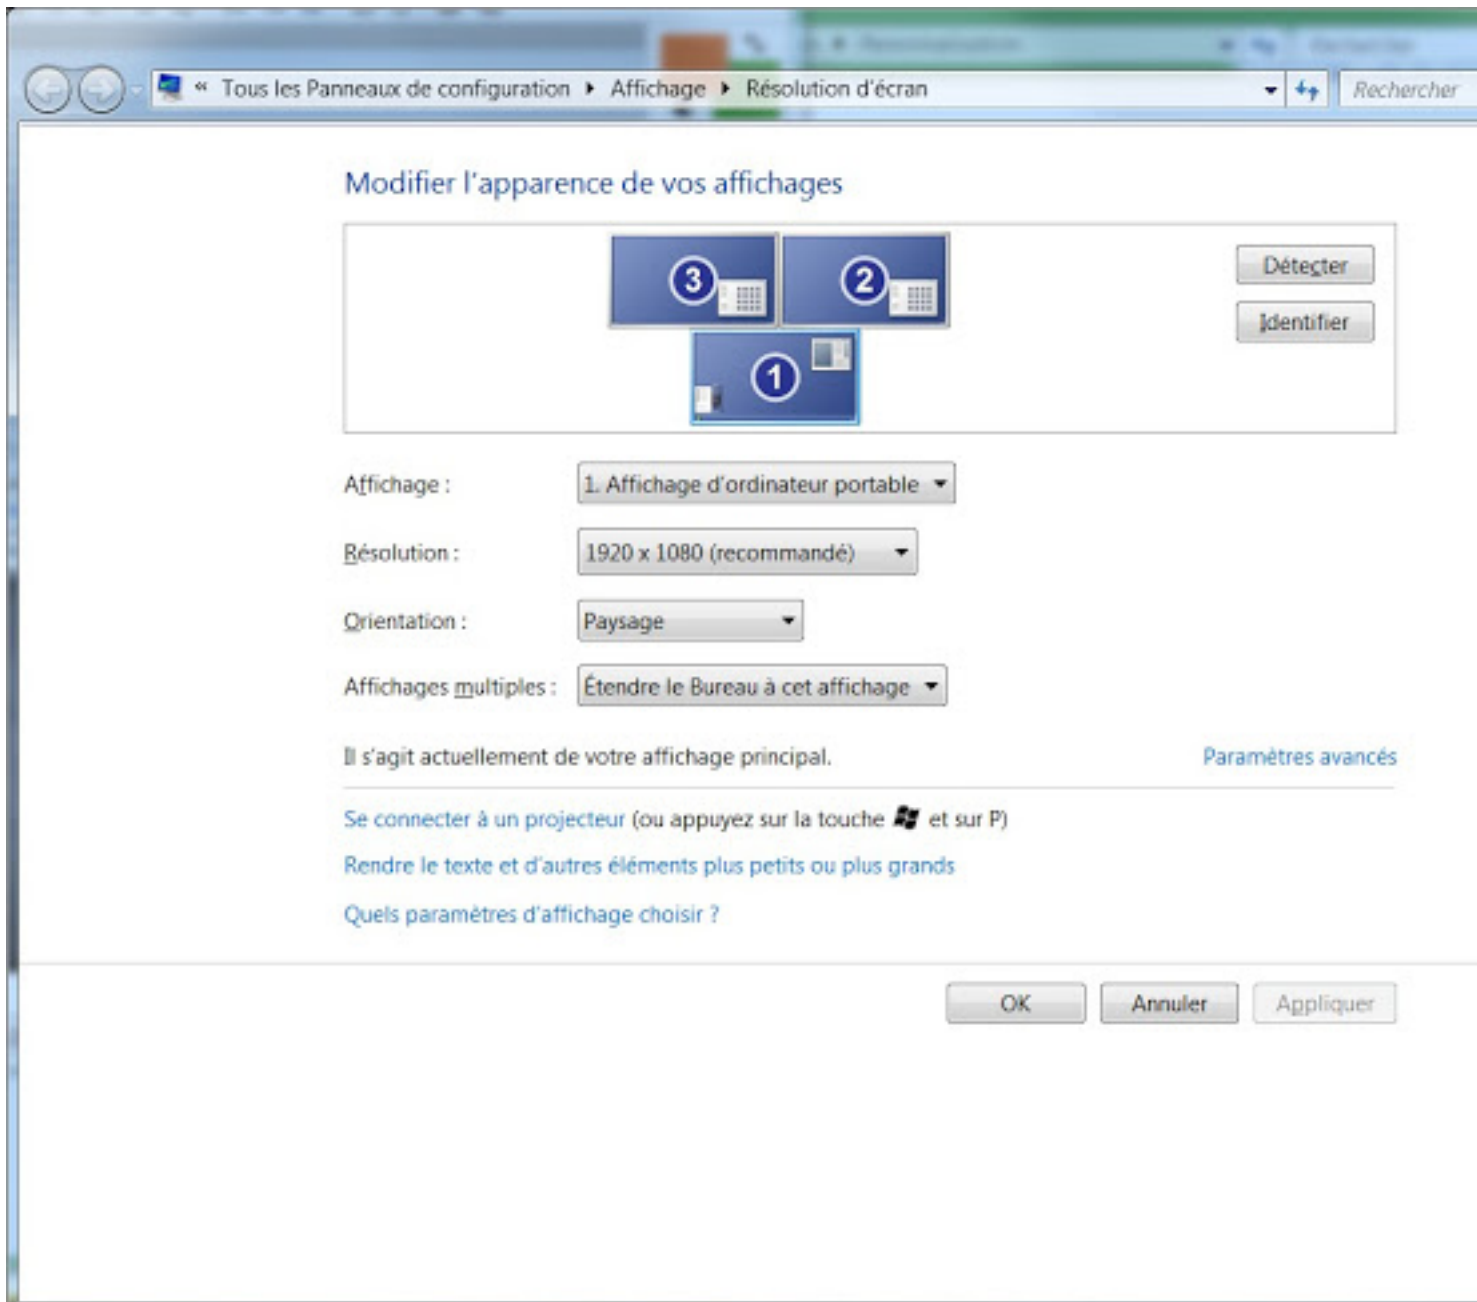 « Tous les Panneaux de configuration ▸ Affichage ▸ Résolution d'écran Rechercher
Modifier l'apparence de vos affichages
3 2 Détecter
Identifier
1
Affichage : 1. Affichage d'ordinateur portable
Résolution : 1920 x 1080 (recommandé)
Orientation : Paysage
Affichages multiples : Étendre le Bureau à cet affichage
Il s'agit actuellement de votre affichage principal. Paramètres avancés
Se connecter à un projecteur (ou appuyez sur la touche et sur P)
Rendre le texte et d'autres éléments plus petits ou plus grands
Quels paramètres d'affichage choisir ?
OK Annuler Appliquer